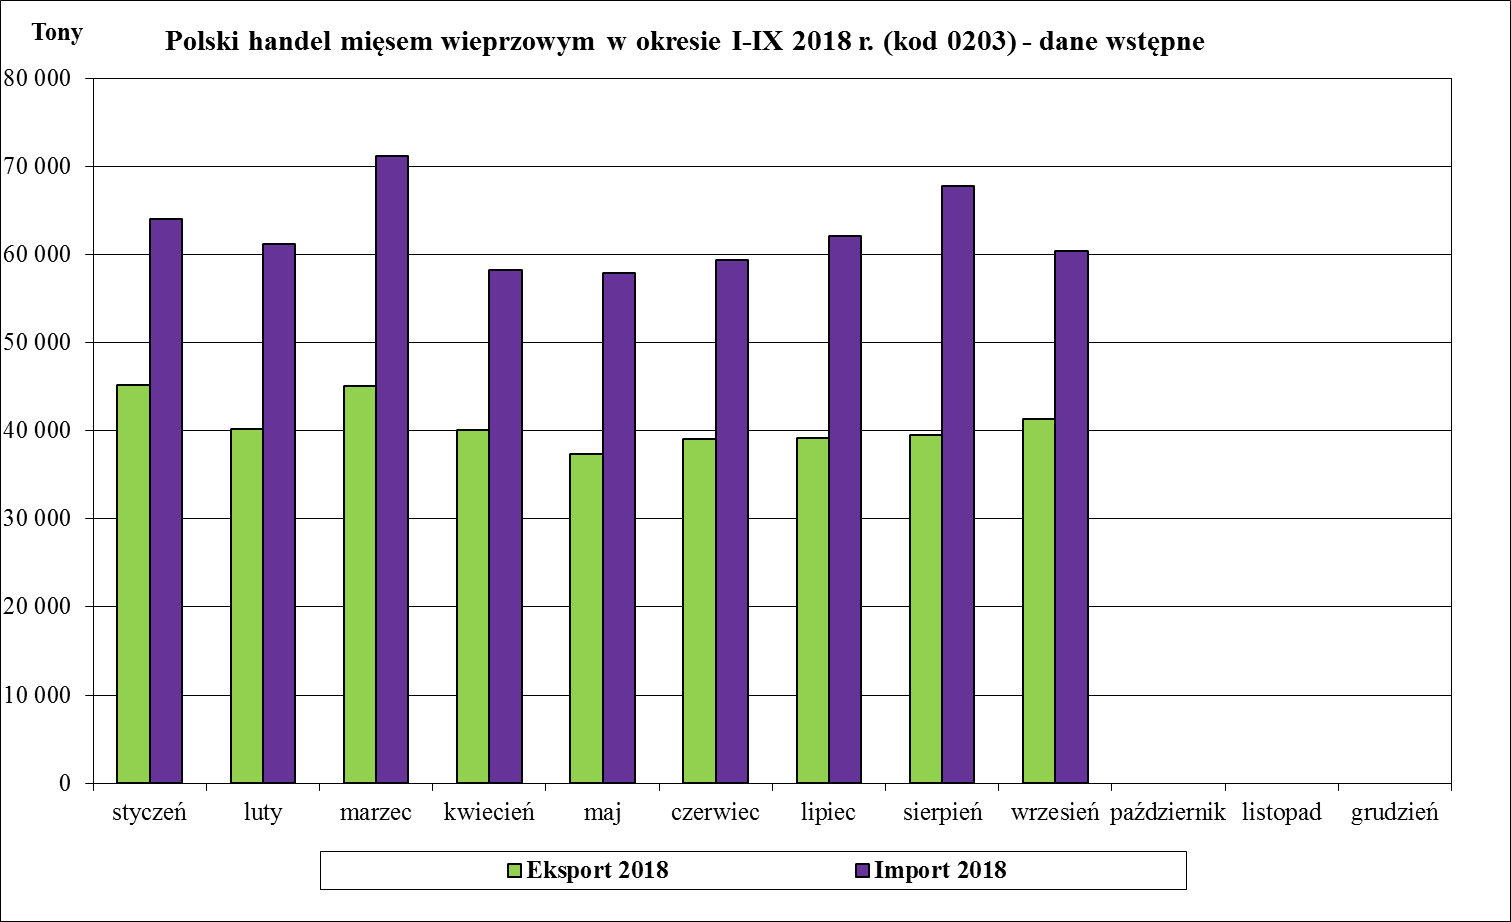 Tony
Polski handel mięsem wieprzowym w okresie I-IX 2018 r. (kod 0203) - dane wstępne
80 000
70 000
60 000
50 000
40 000
30 000
20 000
10 000
0
styczeń luty marzec kwiecień maj czerwiec lipiec sierpień wrzesień październik listopad grudzień
Eksport 2018 Import 2018